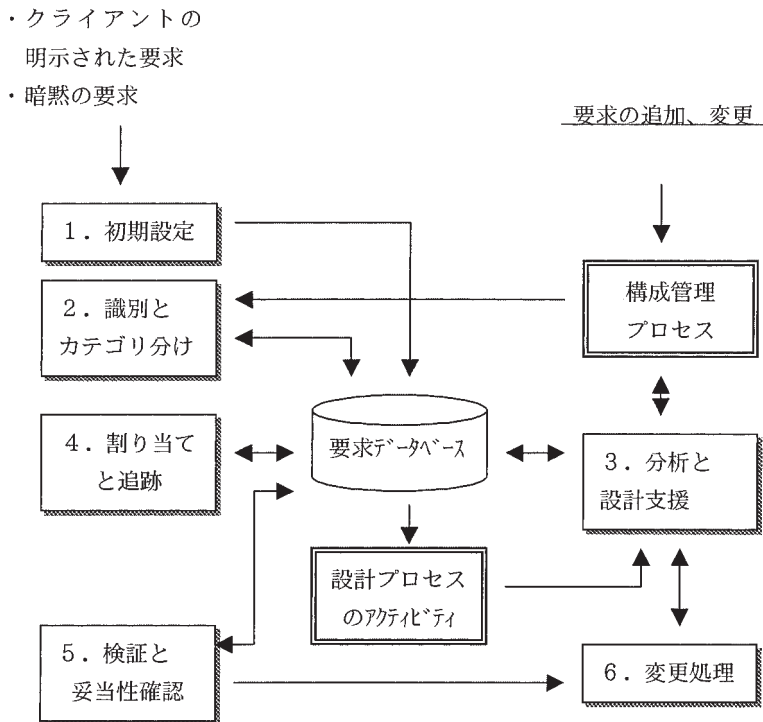 ・クライアントの
明示された要求
・暗黙の要求
要求の追加、変更
1．初期設定
2．識別と
カテゴリ分け
構成管理
プロセス
4．割り当て
と追跡
要求ﾃﾞｰﾀﾍﾞｰｽ
3．分析と
設計支援
設計プロセス
のｱｸﾃｨﾋﾞﾃｨ
5．検証と
妥当性確認
6．変更処理